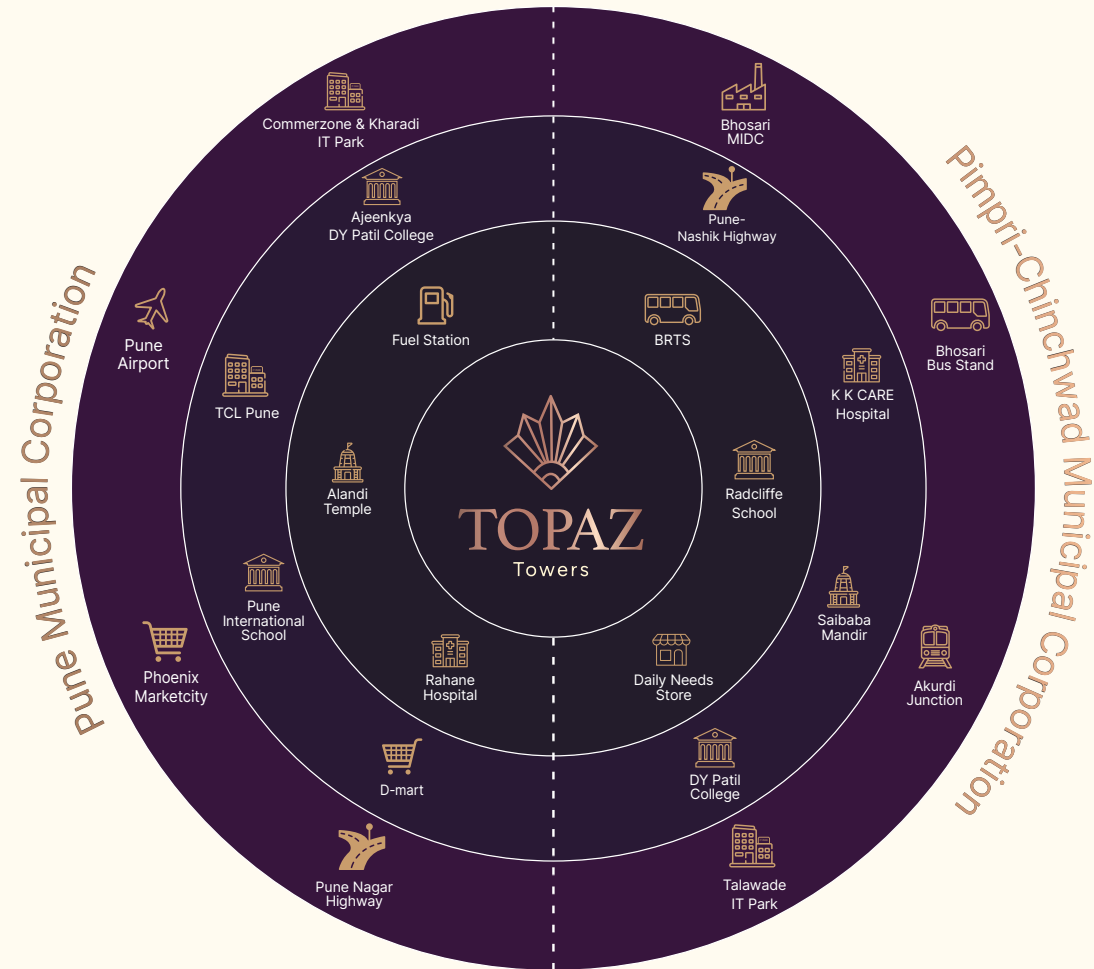 Commerzone & Kharadi
IT Park
Bhosari
MIDC
Ajeenkya
DY Patil College
Pune-
Nashik Highway
Pune Municipal Corporation
Pimpri-Chinchwad Municipal Corporation
Fuel Station
BRTS
Pune
Airport
Bhosari
Bus Stand
TCL Pune
K K CARE
Hospital
Alandi
Temple
Radcliffe
School
TOPAZ
Towers
Pune
International
School
Saibaba
Mandir
Phoenix
Marketcity
Rahane
Hospital
Daily Needs
Store
Akurdi
Junction
D-mart
DY Patil
College
Pune Nagar
Highway
Talawade
IT Park